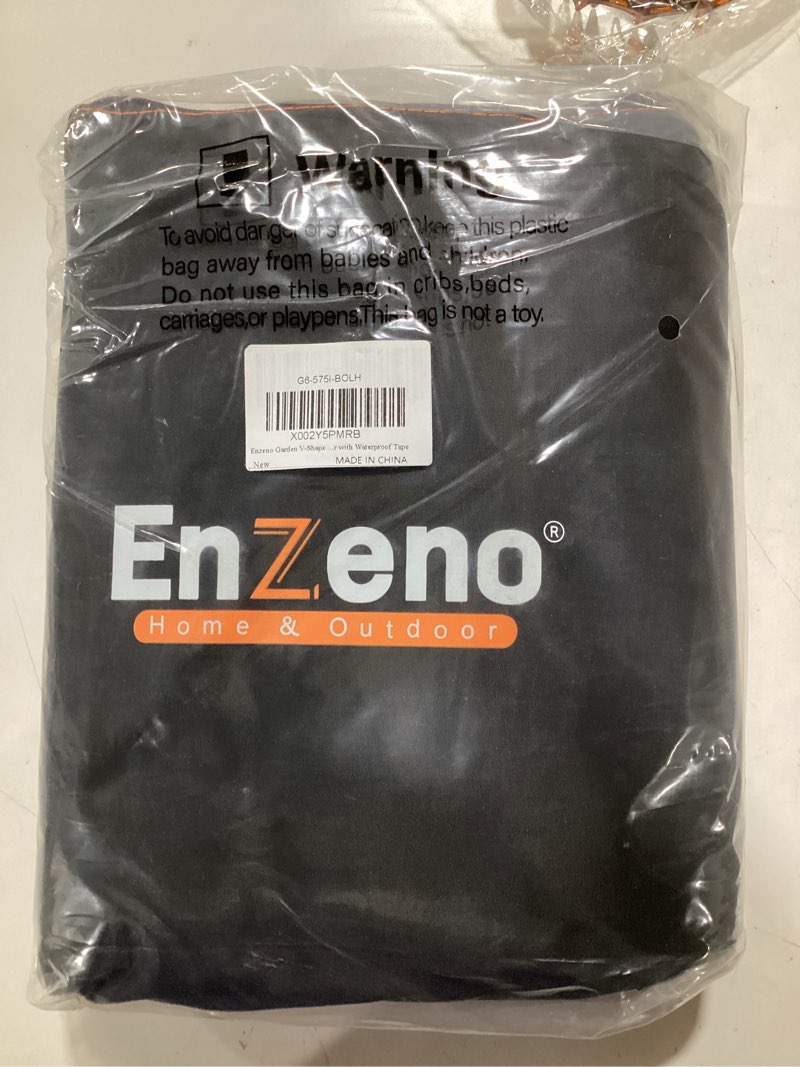 Warning
To avoid danger of suffocation,keep this plastic
bag away from babies and children.
Do not use this bag in cribs,beds,
carriages,or playpens.This bag is not a toy.
G6-575I-BOLH
X002Y5PMRB
Enzeno Garden V-Shape ...r with Waterproof Tape
New
MADE IN CHINA
EnZeno®
Home & Outdoor